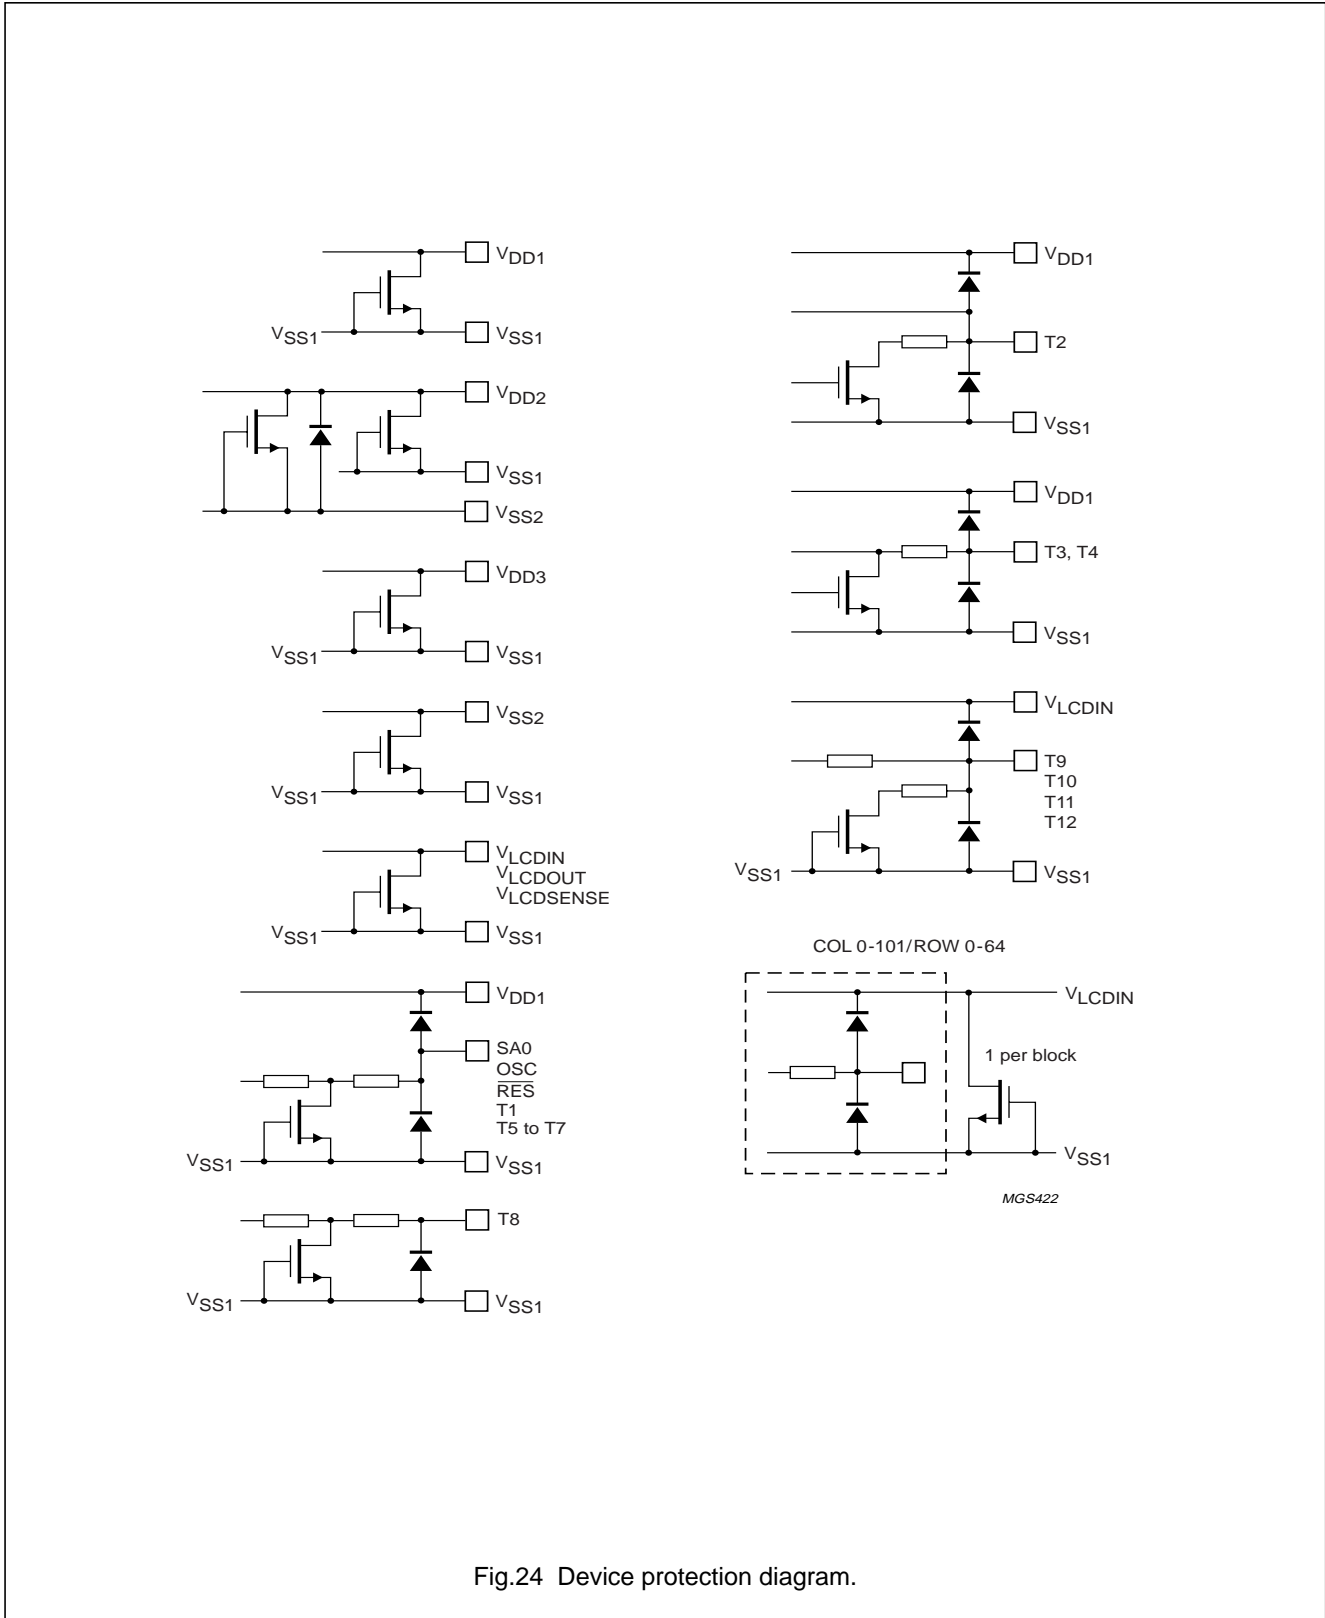 VDD1
VSS1 VSS1
VDD2
VSS1
VSS2
VDD3
VSS1 VSS1
VSS2
VSS1 VSS1
VLCDIN
VLCDOUT
VLCDSENSE
VSS1 VSS1
VDD1
SA0
OSC
RES
T1
T5 to T7
VSS1 VSS1
T8
VSS1 VSS1
VDD1
T2
VSS1
VDD1
T3, T4
VSS1
VLCDIN
T9
T10
T11
T12
VSS1 VSS1
COL 0-101/ROW 0-64
VLCDIN
1 per block
VSS1
MGS422
Fig.24 Device protection diagram.